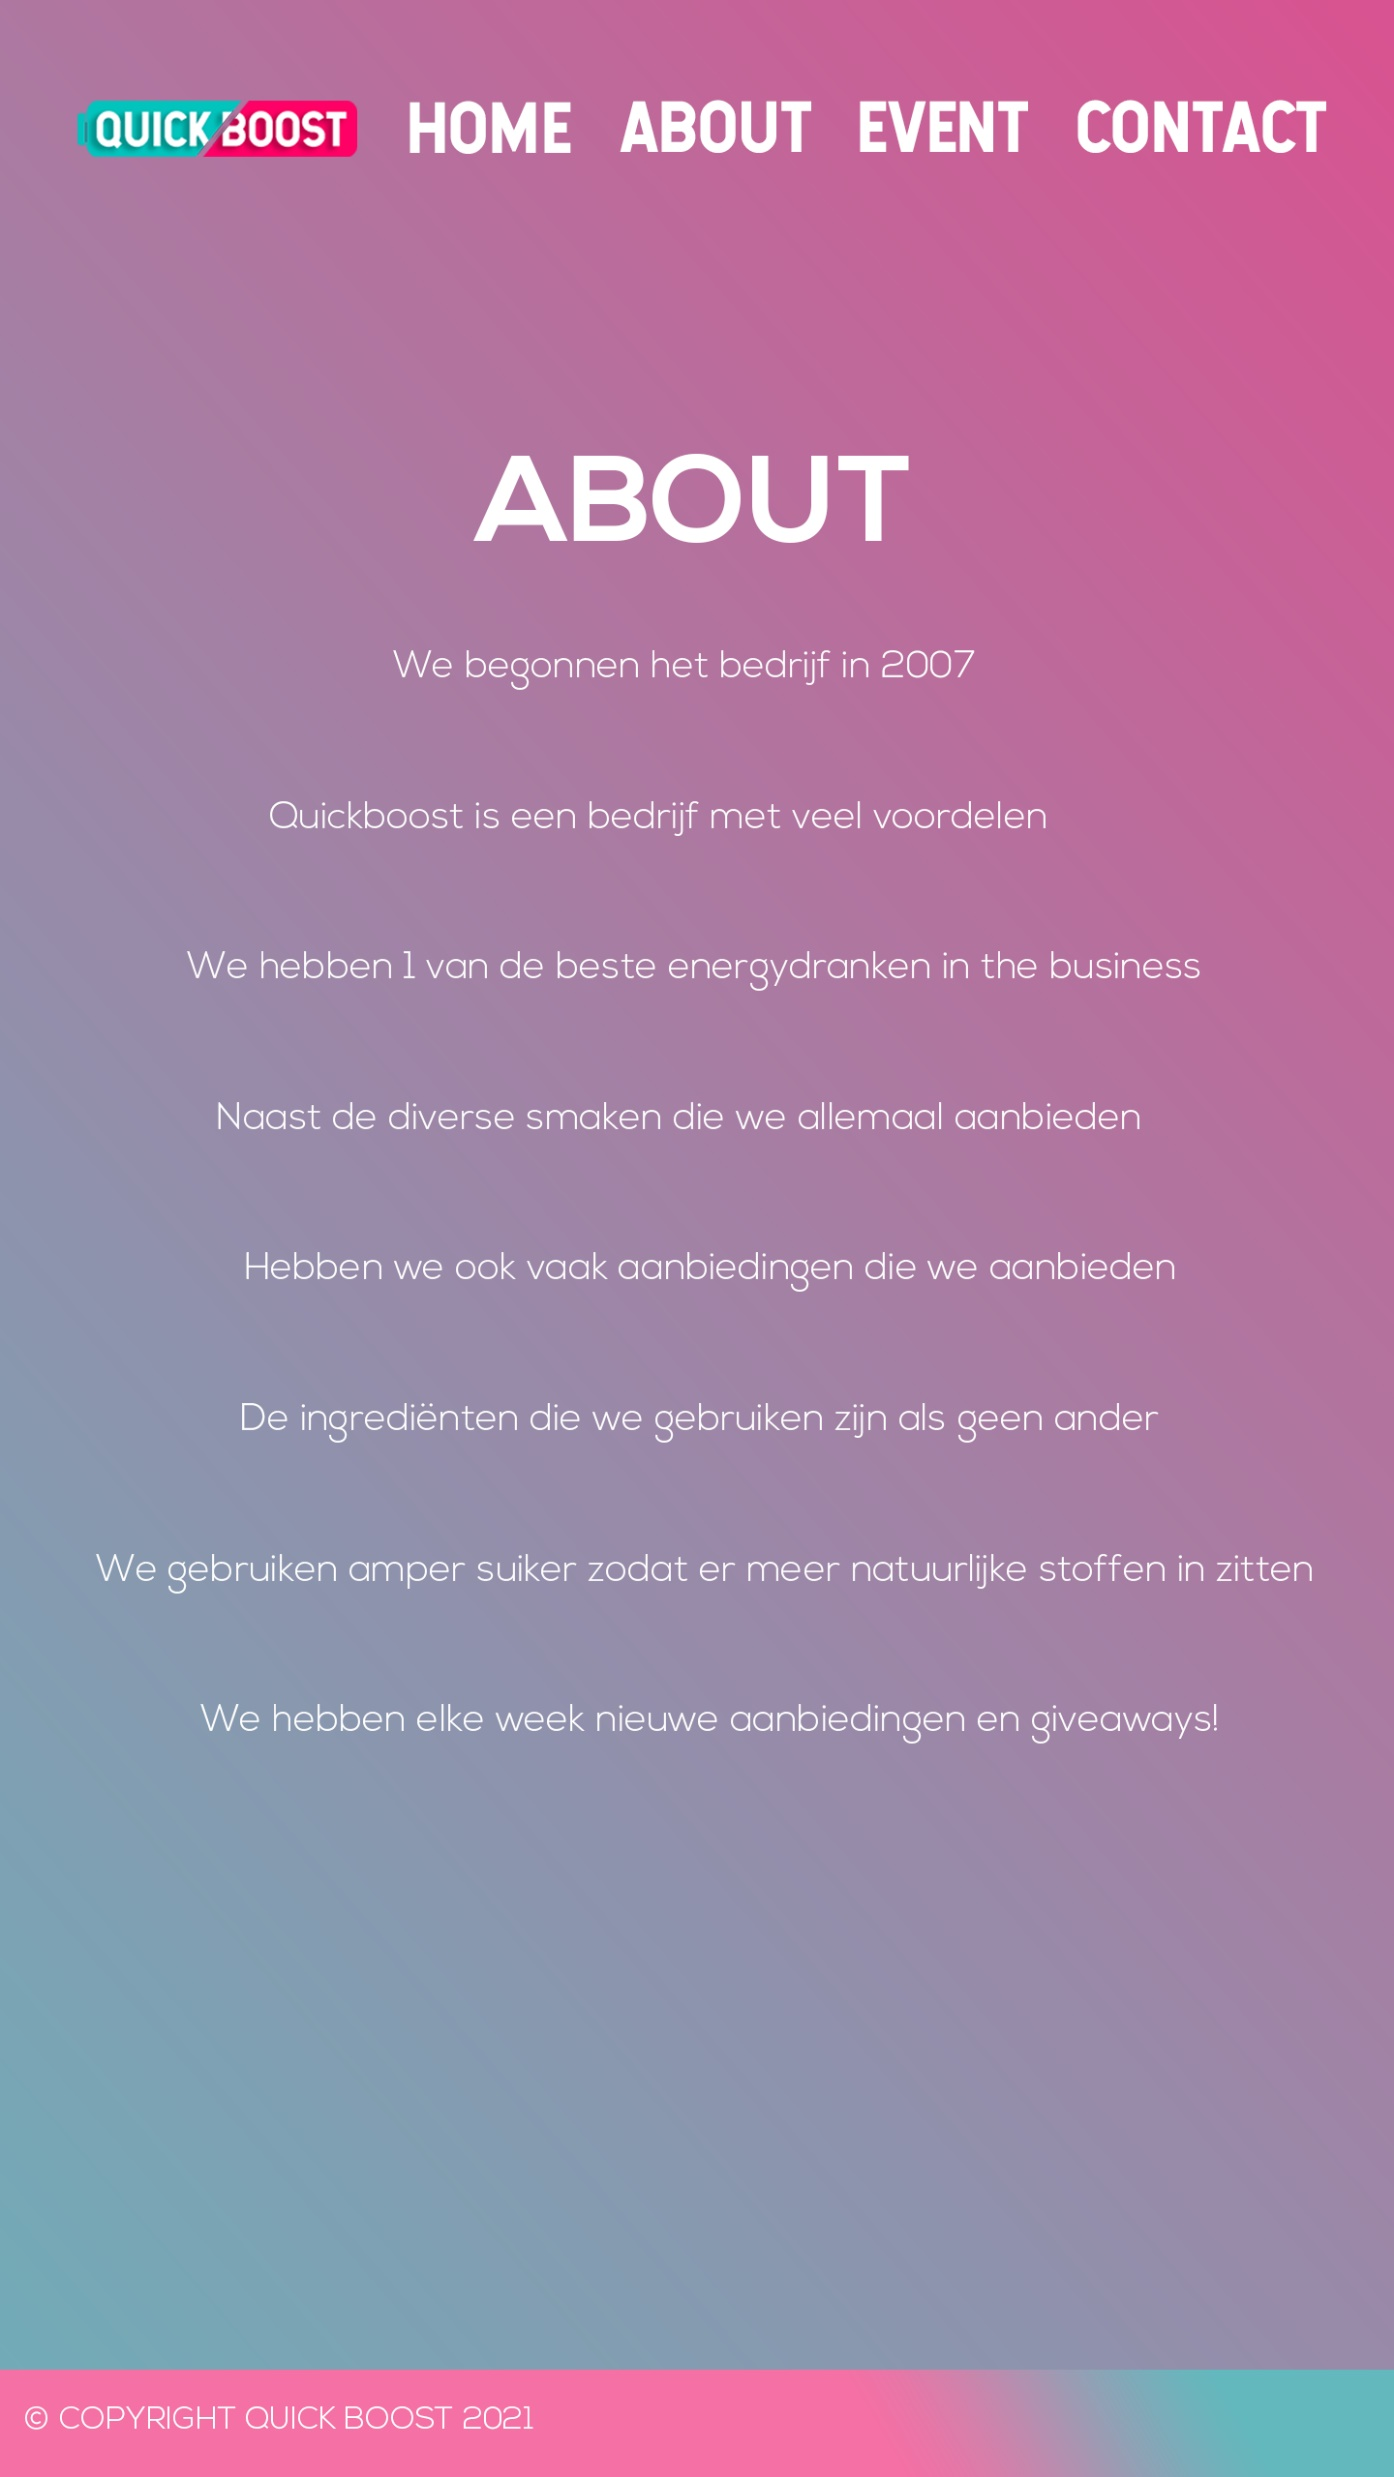 QUICK BOOST HOME ABOUT EVENT CONTACT
ABOUT
We begonnen het bedrijf in 2007
Quickboost is een bedrijf met veel voordelen
We hebben 1 van de beste energydranken in the business
Naast de diverse smaken die we allemaal aanbieden
Hebben we ook vaak aanbiedingen die we aanbieden
De ingrediënten die we gebruiken zijn als geen ander
We gebruiken amper suiker zodat er meer natuurlijke stoffen in zitten
We hebben elke week nieuwe aanbiedingen en giveaways!
© COPYRIGHT QUICK BOOST 2021